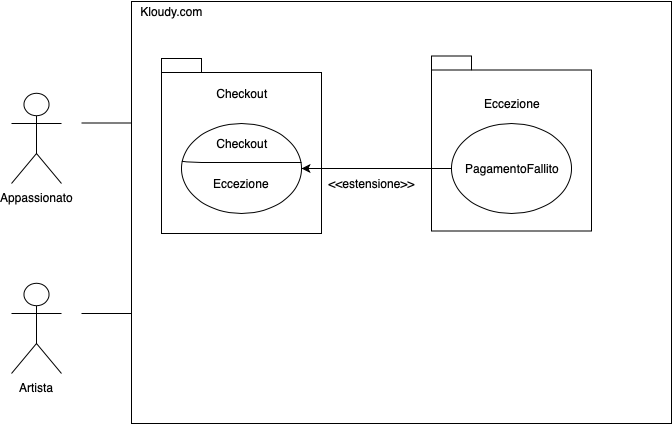 Kloudy.com
Checkout
Eccezione
Checkout
Eccezione
<<estensione>>
PagamentoFallito
Appassionato
Artista